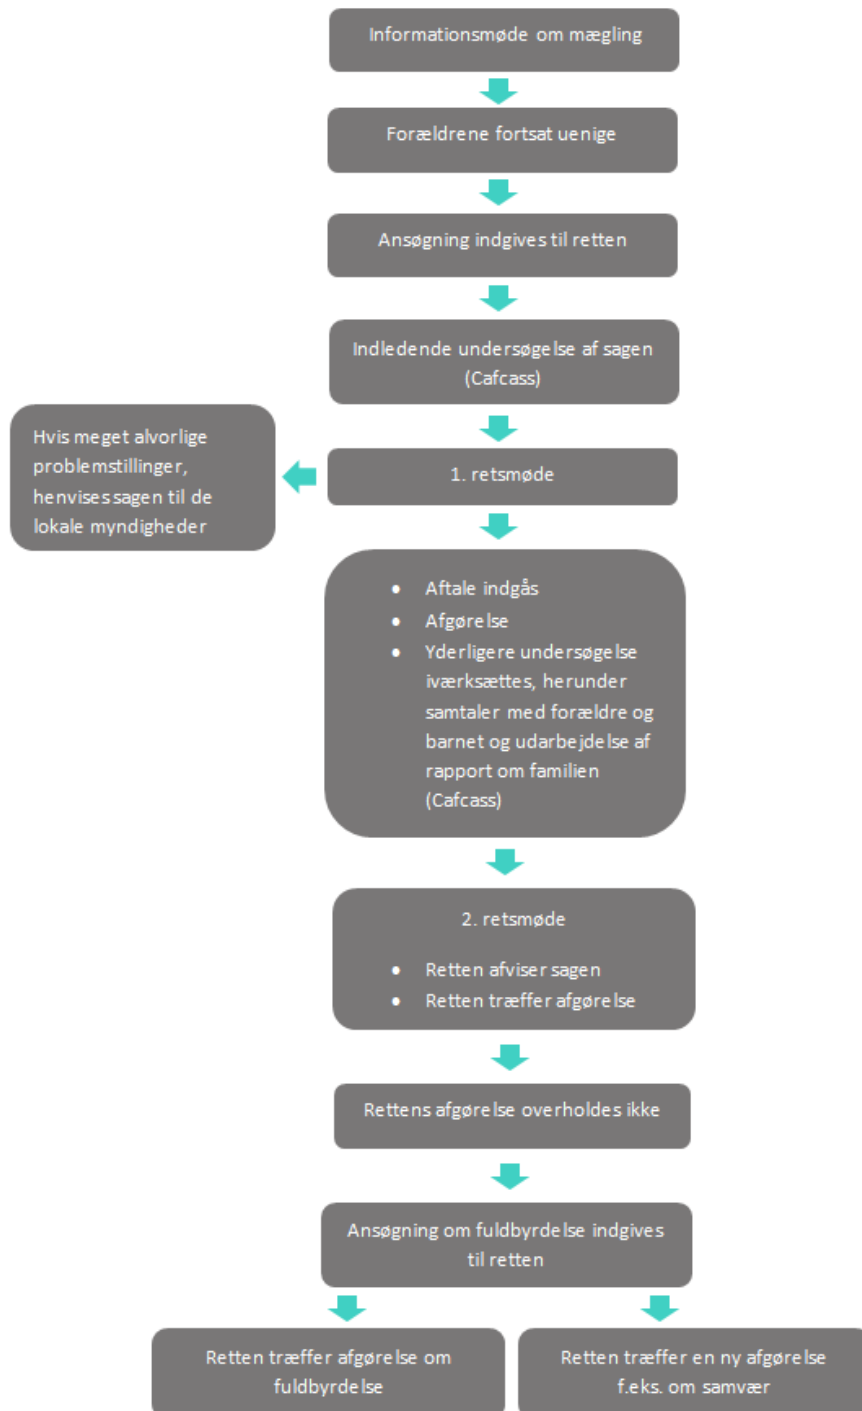 Informationsmøde om mægling
Forældrene fortsat uenige
Ansøgning indgives til retten
Indledende undersøgelse af sagen
(Cafcass)
Hvis meget alvorlige
problemstillinger,
henvises sagen til de
lokale myndigheder
1. retsmøde
• Aftale indgås
• Afgørelse
• Yderligere undersøgelse
iværksættes, herunder
samtaler med forældre og
barnet og udarbejdelse af
rapport om familien
(Cafcass)
2. retsmøde
• Retten afviser sagen
• Retten træffer afgørelse
Rettens afgørelse overholdes ikke
Ansøgning om fuldbyrdelse indgives
til retten
Retten træffer afgørelse om
fuldbyrdelse
Retten træffer en ny afgørelse
f.eks. om samvær